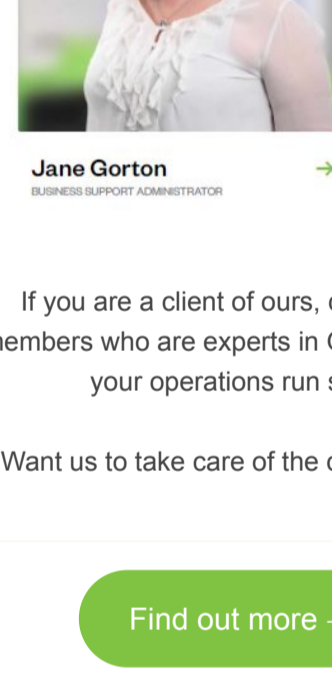 Jane Gorton
BUSINESS SUPPORT ADMINISTRATOR
If you are a client of ours,
members who are experts in
your operations run
Want us to take care of the
Find out more